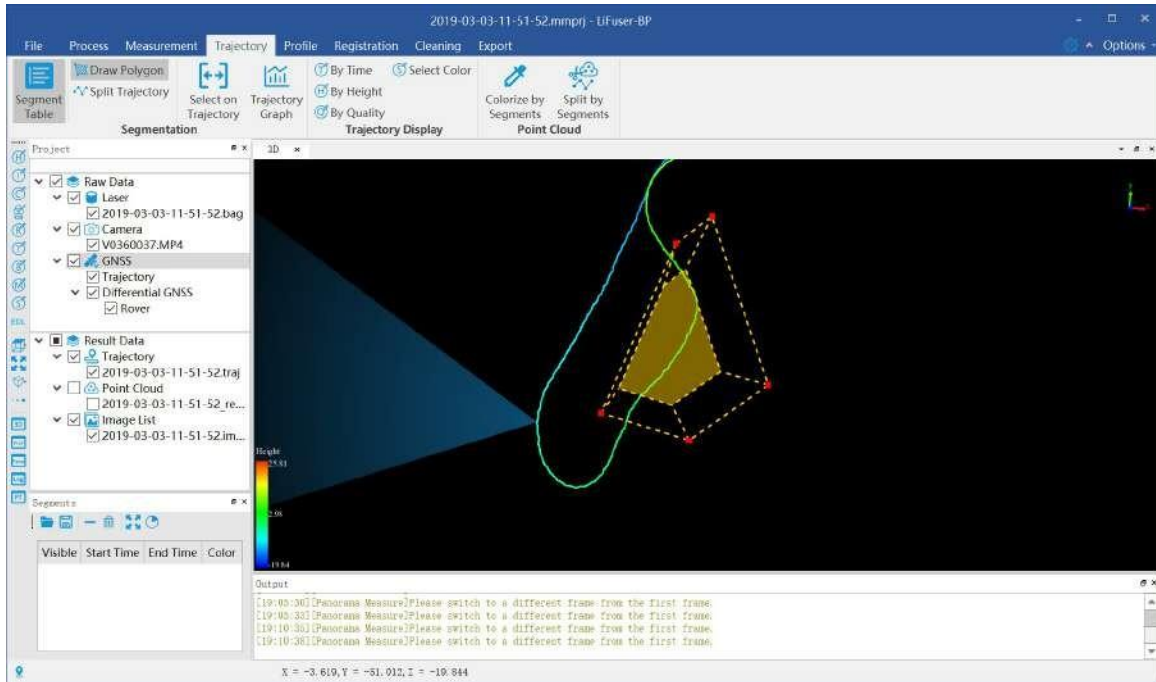 2019-03-03-11-51-52.mmprj - LiFuser-BP
File Process Measurement Trajectory Profile Registration Cleaning Export Options
Segment Table
Draw Polygon
Split Trajectory
Select on Trajectory
Trajectory Graph
By Time
Select Color
By Height
By Quality
Colorize by Segments
Split by Segments
Segmentation
Trajectory Display
Point Cloud
Project
3D
Raw Data
Laser
2019-03-03-11-51-52.bag
Camera
V0360037.MP4
GNSS
Trajectory
Differential GNSS
Rover
Result Data
Trajectory
2019-03-03-11-51-52.traj
Point Cloud
2019-03-03-11-51-52_re...
Image List
2019-03-03-11-51-52.im...
Height
25.81
2.98
-19.84
Segments
Visible Start Time End Time Color
Output
[19:05:30][Panorama Measure]Please switch to a different frame from the first frame.
[19:05:33][Panorama Measure]Please switch to a different frame from the first frame.
[19:10:35][Panorama Measure]Please switch to a different frame from the first frame.
[19:10:38][Panorama Measure]Please switch to a different frame from the first frame.
X = -3.619, Y = -51.012, Z = -19.844